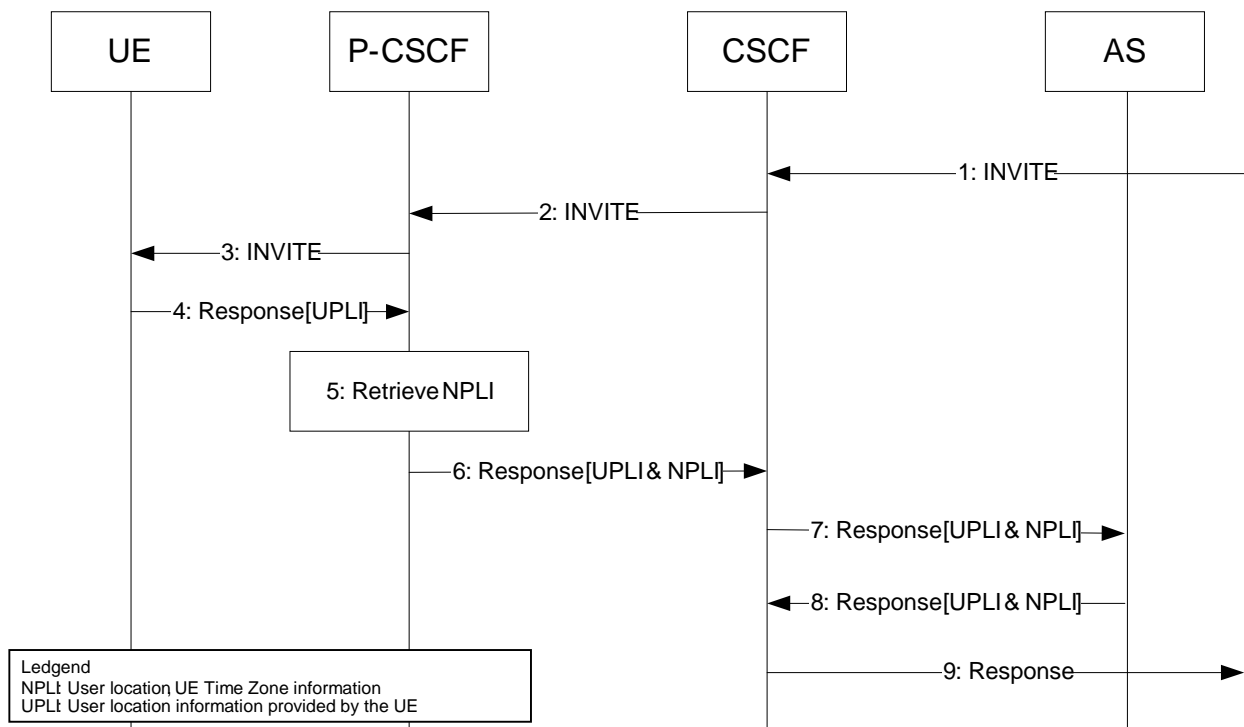 UE
P-CSCF
CSCF
AS
1: INVITE
2: INVITE
3: INVITE
4: Response[UPLI]
5: Retrieve NPLI
6: Response[UPLI & NPLI]
7: Response[UPLI & NPLI]
8: Response[UPLI & NPLI]
9: Response
Ledgend
NPLI: User location, UE Time Zone information
UPLI: User location information provided by the UE